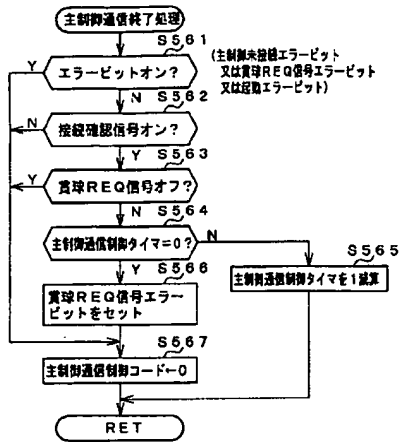 主制御通信終了処理
S561
エラービットオン?
Y
N
(主制御未接続エラービット
又は賞球REQ信号エラービット
又は起動エラービット)
S562
接続確認信号オン?
N
Y
S563
賞球REQ信号オフ?
Y
N
S564
主制御通信制御タイマ=0?
N
Y
S565
主制御通信制御タイマを1減算
S566
賞球REQ信号エラー
ビットをセット
S567
主制御通信制御コード←0
RET